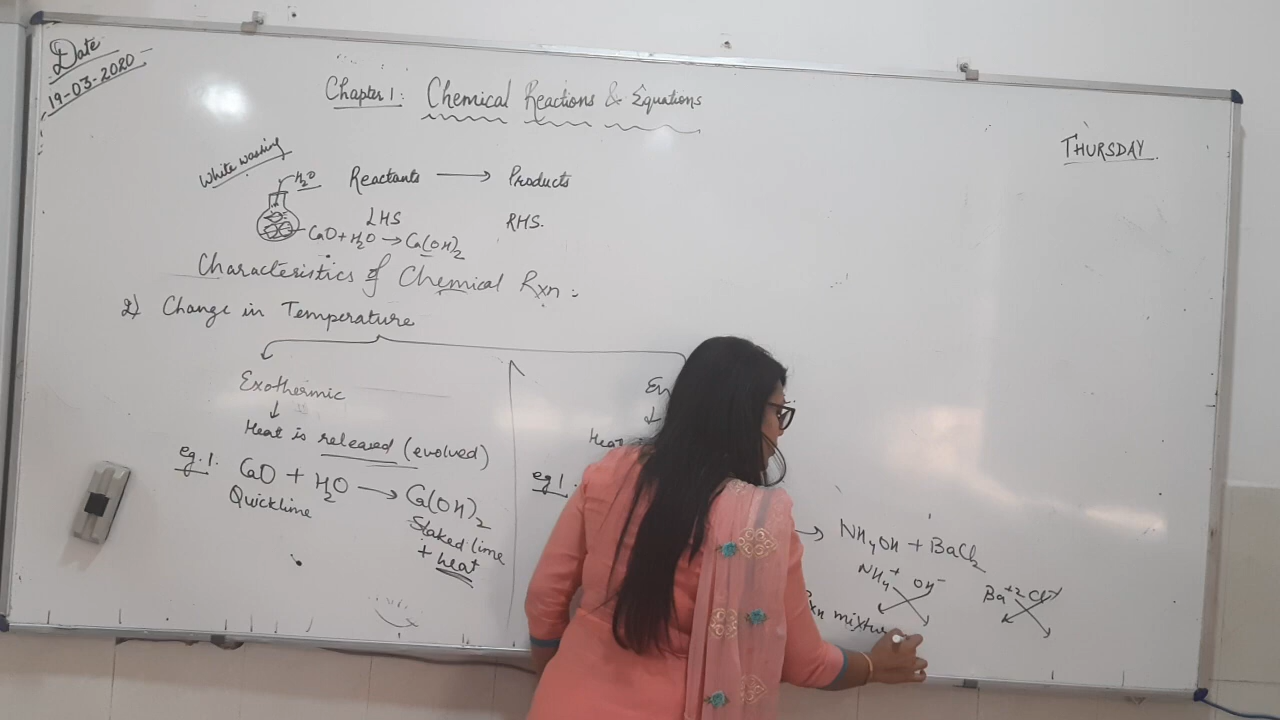 Date
19-03-2020
Chapter 1: Chemical Reactions & Equations
THURSDAY
White washing
H₂O
Reactants → Products
LHS RHS.
CaO + H₂O → Ca(OH)₂
Characteristics of Chemical Rxn:
2) Change in Temperature
Exothermic
↓
Heat is released (evolved)
eg.1. CaO + H₂O → Ca(OH)₂
Quicklime Slaked lime
+ heat
En
↓
Heat
eg 1.
→ NH₄OH + BaCl₂
NH₄⁺ OH⁻ Ba⁺² Cl⁻
Rxn mixtu